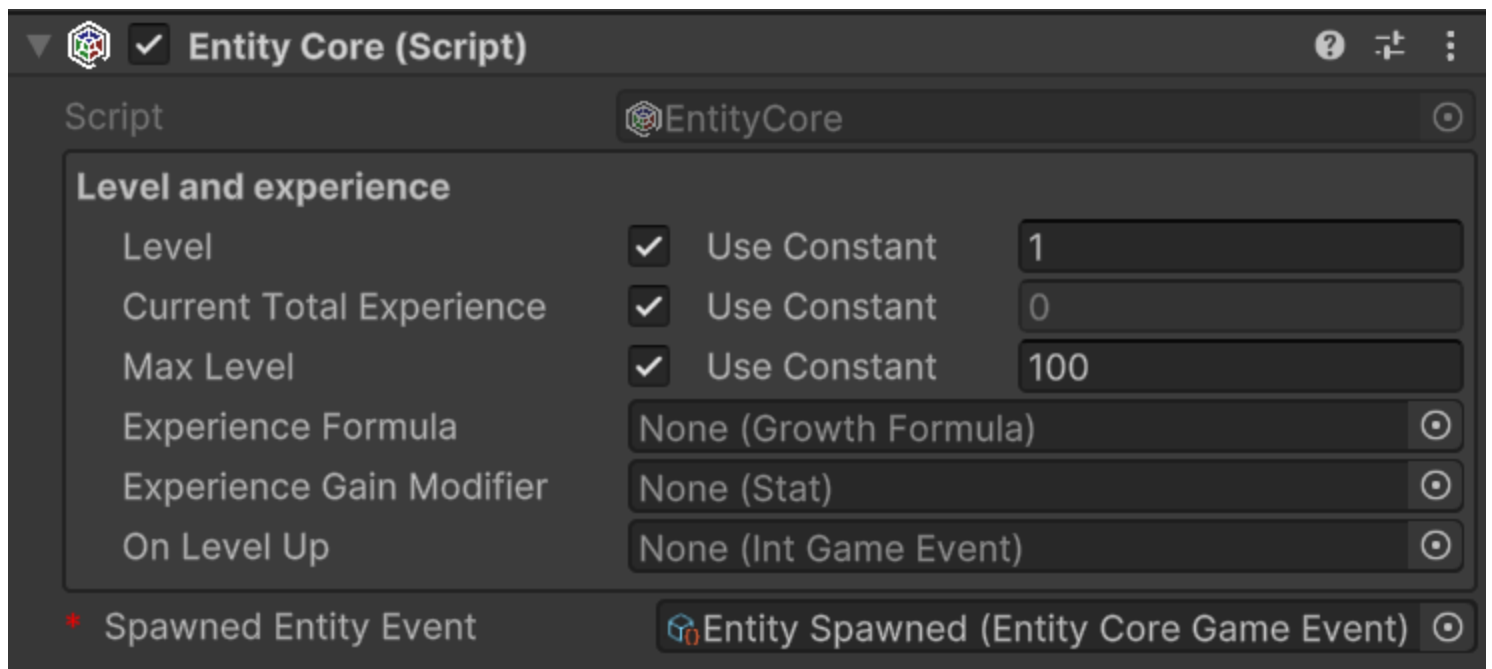 Entity Core (Script)
Script EntityCore
Level and experience
Level Use Constant 1
Current Total Experience Use Constant 0
Max Level Use Constant 100
Experience Formula None (Growth Formula)
Experience Gain Modifier None (Stat)
On Level Up None (Int Game Event)
* Spawned Entity Event Entity Spawned (Entity Core Game Event)